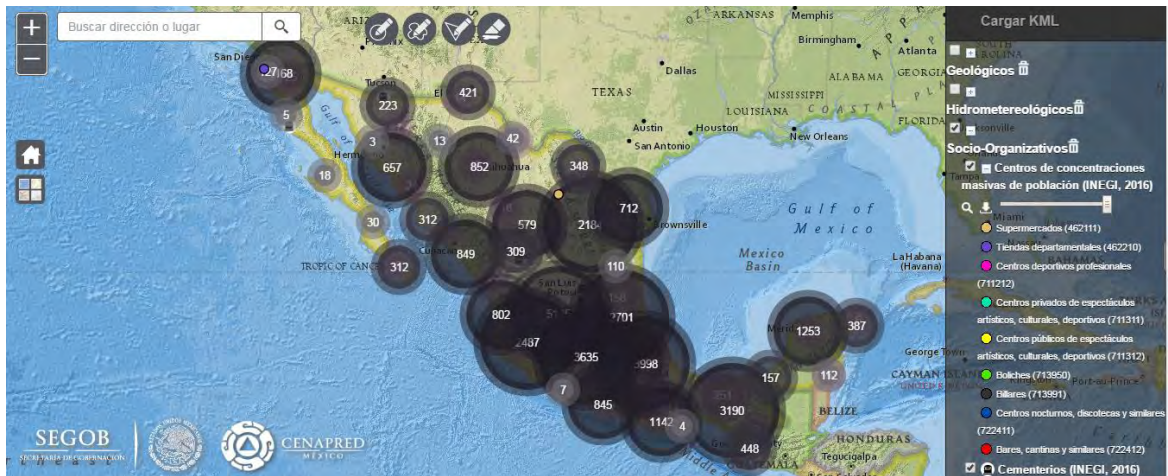 +
−
Buscar dirección o lugar
Cargar KML
Geológicos
Hidrometereológicos
Socio-Organizativos
Centros de concentraciones
masivas de población (INEGI, 2016)
Supermercados (462111)
Tiendas departamentales (462210)
Centros deportivos profesionales
(711212)
Centros privados de espectáculos
artísticos, culturales, deportivos (711311)
Centros públicos de espectáculos
artísticos, culturales, deportivos (711312)
Boliches (713950)
Billares (713991)
Centros nocturnos, discotecas y similares
(722411)
Bares, cantinas y similares (722412)
Cementerios (INEGI, 2016)
ARKANSAS
Memphis
Birmingham
Atlanta
San Diego
Dallas
ALABAMA
GEORGIA
Tucson
TEXAS
MISSISSIPPI
LOUISIANA
COASTAL
FLORIDA
Austin
Houston
San Antonio
New Orleans
Gulf of
168
421
223
5
3
13
42
657
852
348
18
30
312
579
712
Brownsville
849
309
Gulf of
Mexico
Miami
312
TROPIC OF CANCER
110
Mexico
Basin
La Habana
(Havana)
San Luis
Potosí
802
2701
1253
387
2487
3635
3998
George Town
CAYMAN
Port-au-Prince
7
157
112
845
3190
1142
4
BELIZE
448
HONDURAS
Tegucigalpa
GUATEMALA
SEGOB
SECRETARÍA DE GOBERNACIÓN
CENAPRED
MÉXICO